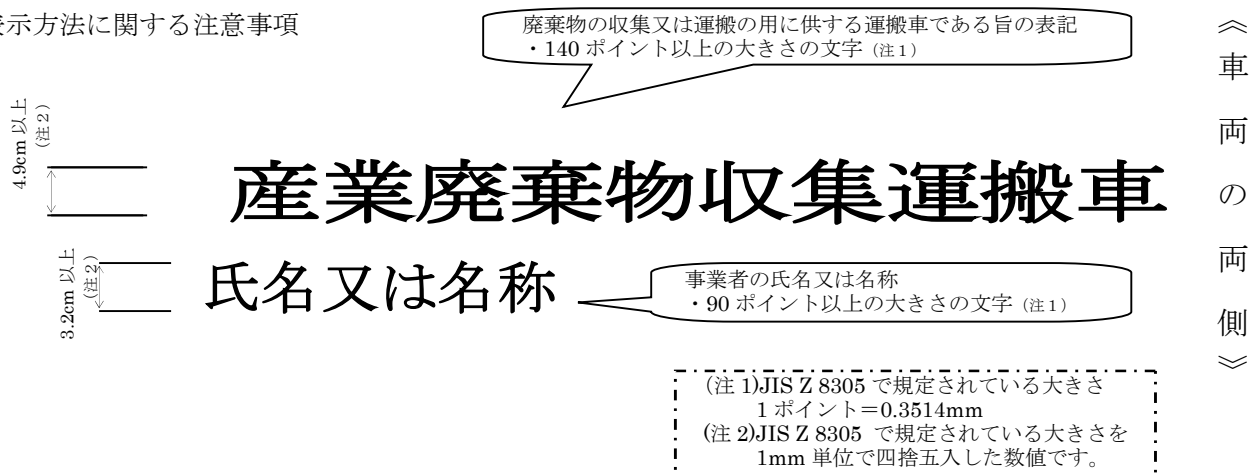 表示方法に関する注意事項
廃棄物の収集又は運搬の用に供する運搬車である旨の表記
・140 ポイント以上の大きさの文字（注１）
《車両の両側》
4.9cm 以上
（注２）
産業廃棄物収集運搬車
3.2cm 以上
（注２）
氏名又は名称
事業者の氏名又は名称
・90 ポイント以上の大きさの文字（注１）
(注 1)JIS Z 8305 で規定されている大きさ
1 ポイント＝0.3514mm
(注 2)JIS Z 8305 で規定されている大きさを
1mm 単位で四捨五入した数値です。